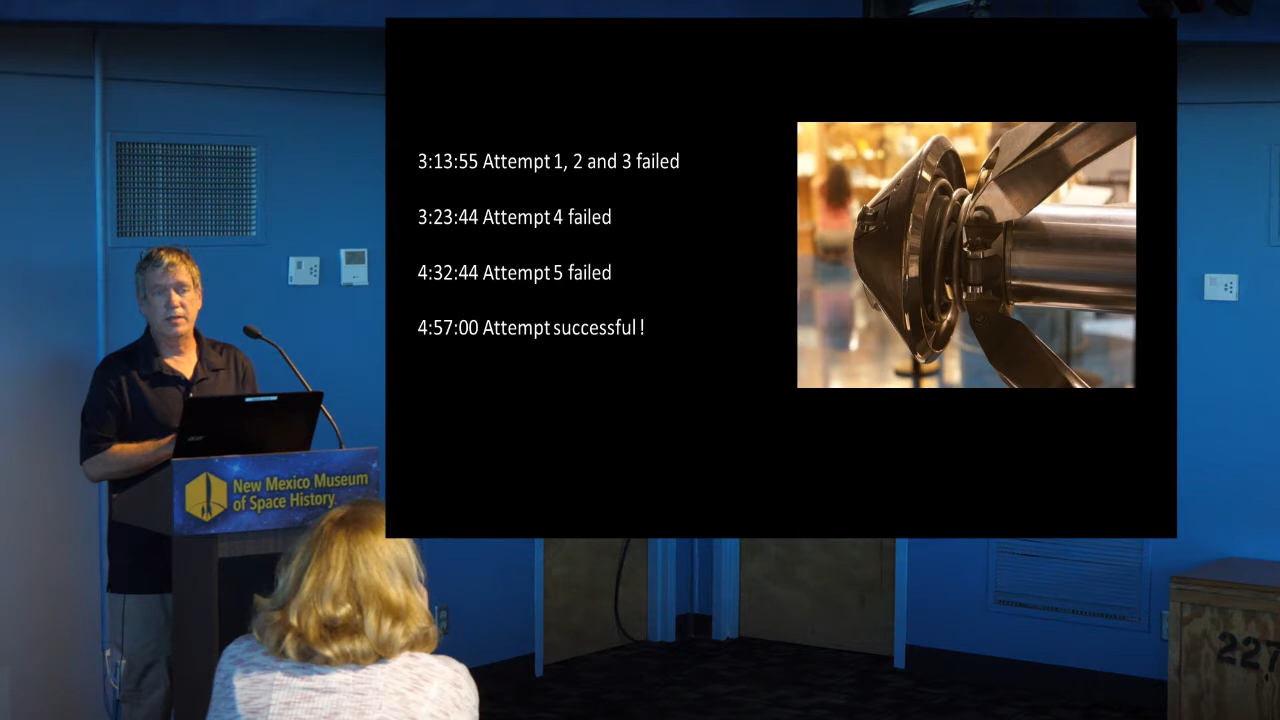 3:13:55 Attempt 1, 2 and 3 failed
3:23:44 Attempt 4 failed
4:32:44 Attempt 5 failed
4:57:00 Attempt successful!
New Mexico Museum
of Space History
acer
227